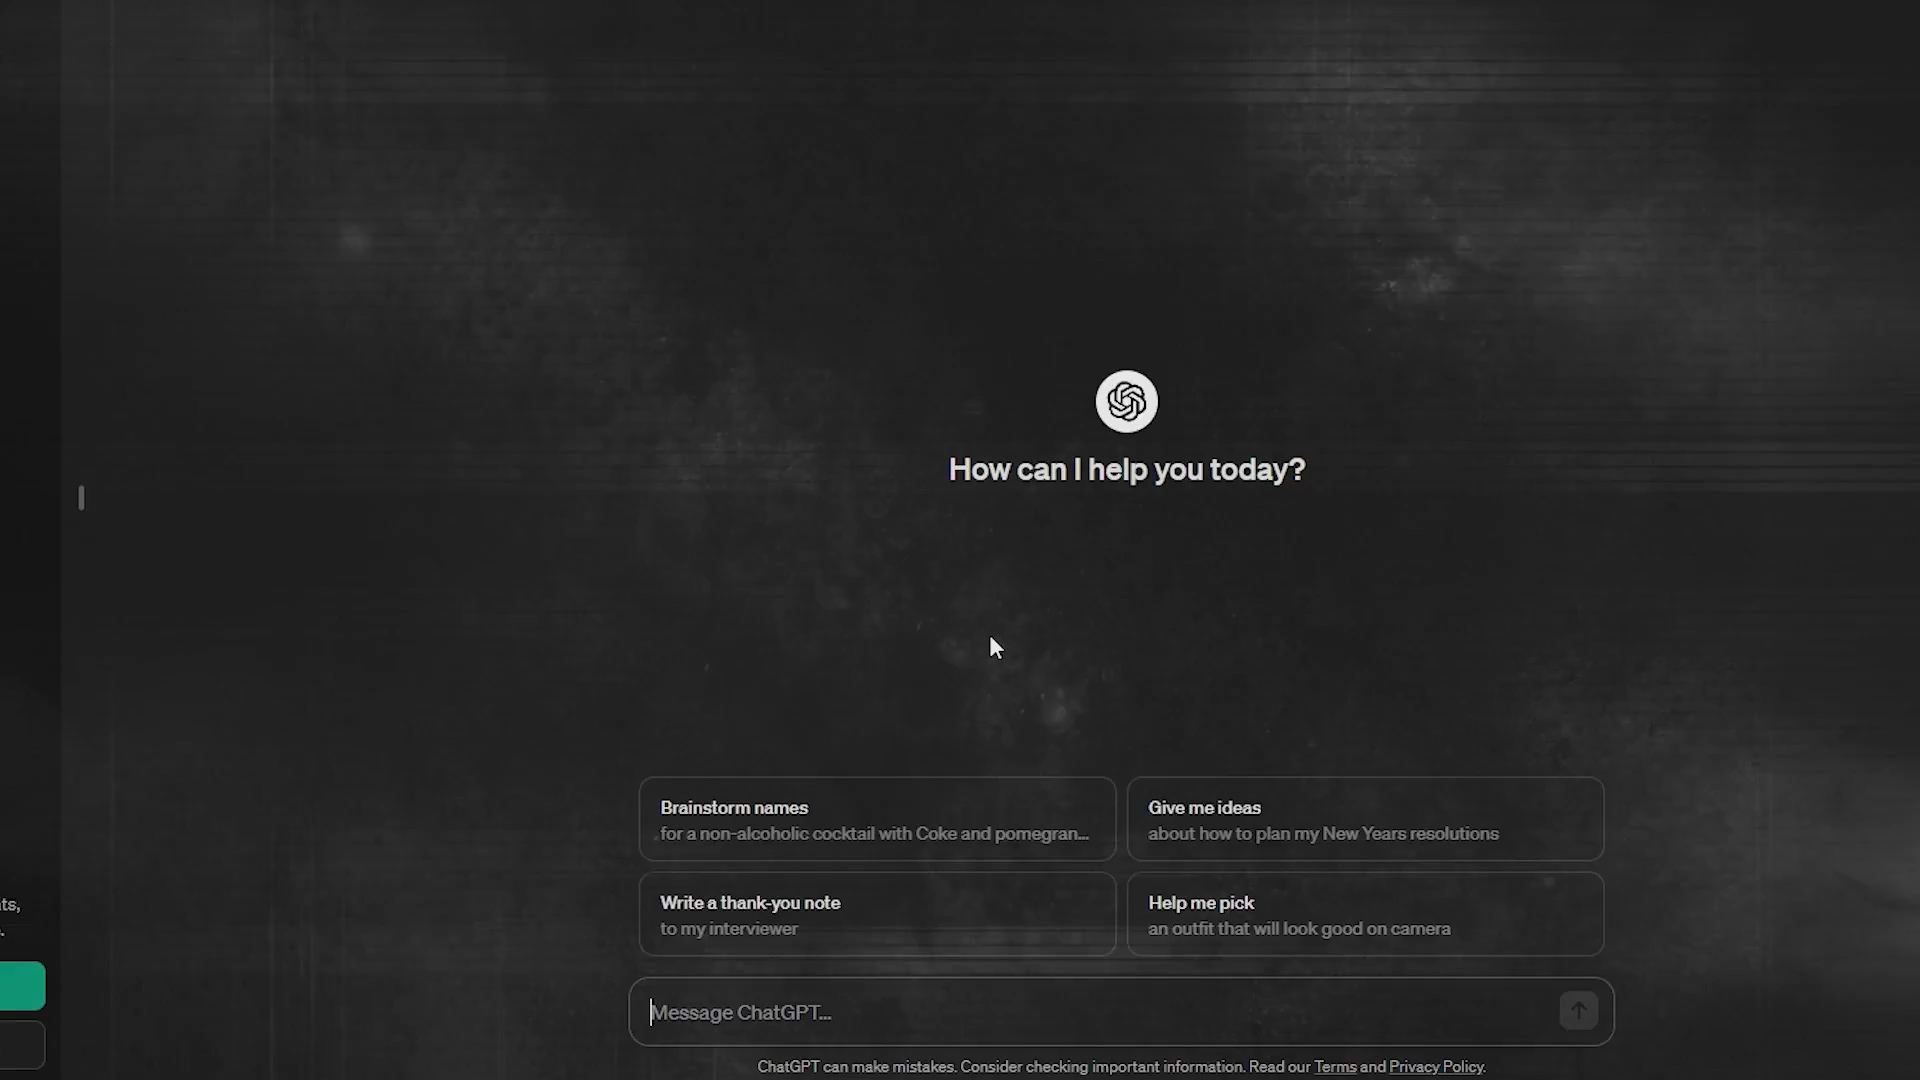 How can I help you today?
Brainstorm names
for a non-alcoholic cocktail with Coke and pomegran...
Give me ideas
about how to plan my New Years resolutions
Write a thank-you note
to my interviewer
Help me pick
an outfit that will look good on camera
ts,
Message ChatGPT...
ChatGPT can make mistakes. Consider checking important information. Read our Terms and Privacy Policy.